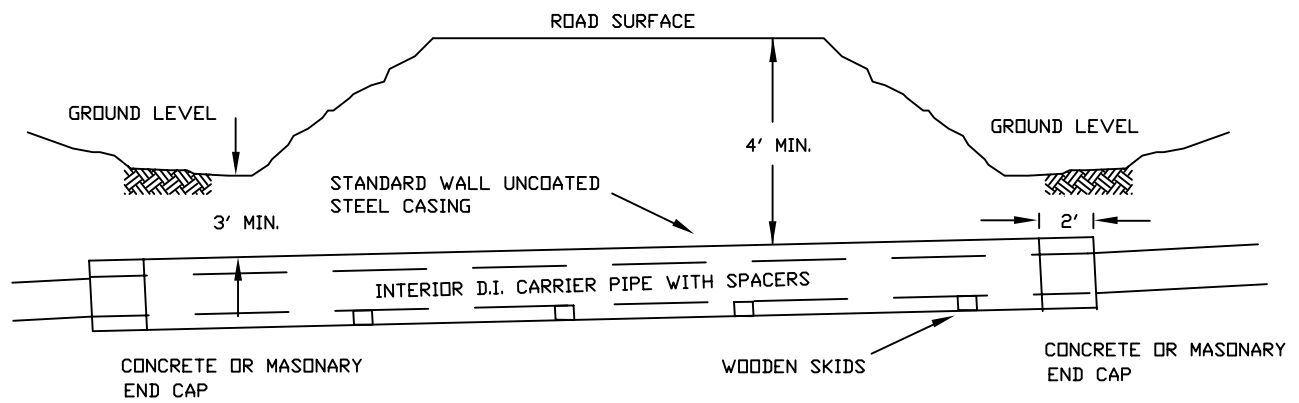 ROAD SURFACE
GROUND LEVEL
GROUND LEVEL
4' MIN.
STANDARD WALL UNCOATED
STEEL CASING
3' MIN.
2'
INTERIOR D.I. CARRIER PIPE WITH SPACERS
CONCRETE OR MASONARY
END CAP
WOODEN SKIDS
CONCRETE OR MASONARY
END CAP